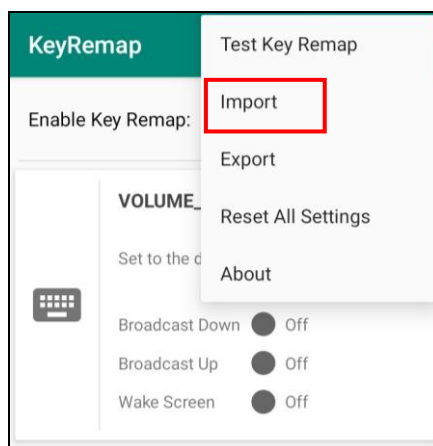 KeyRemap
Test Key Remap
Import
Enable Key Remap:
Export
VOLUME_
Reset All Settings
Set to the
About
Broadcast Down Off
Broadcast Up Off
Wake Screen Off